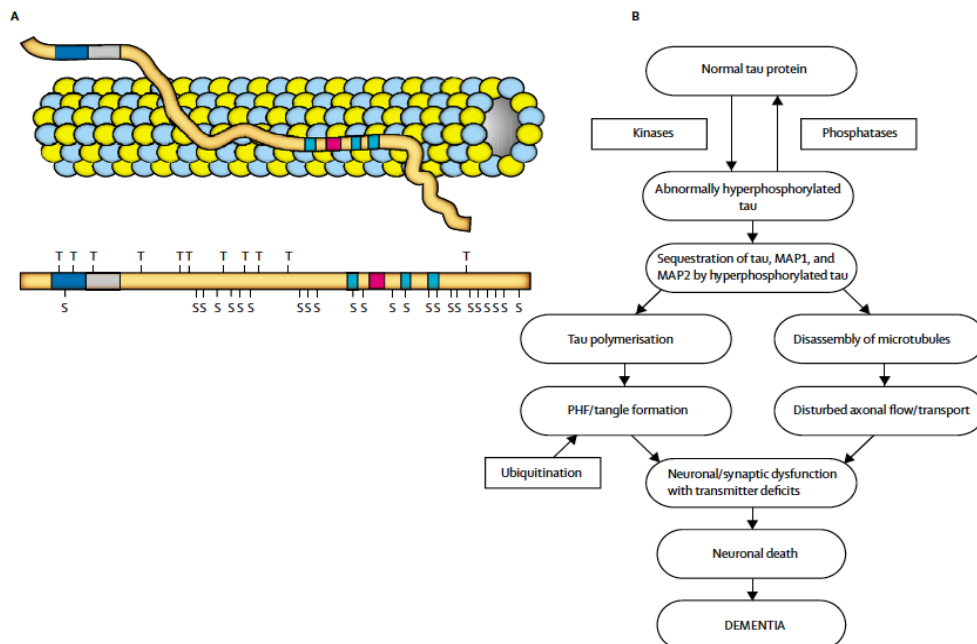 A
T T T T T T T T T T T
S SS S SSS SSS SS S S SS SS SSSSS S
B
Normal tau protein
Kinases
Phosphatases
Abnormally hyperphosphorylated
tau
Sequestration of tau, MAP1, and
MAP2 by hyperphosphorylated tau
Tau polymerisation
Disassembly of microtubules
PHF/tangle formation
Disturbed axonal flow/transport
Ubiquitination
Neuronal/synaptic dysfunction
with transmitter deficits
Neuronal death
DEMENTIA